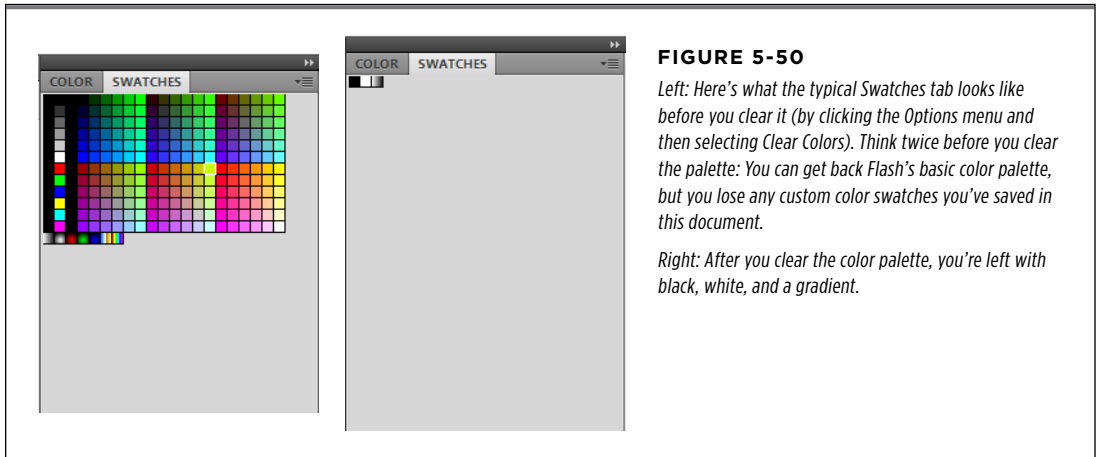 COLOR SWATCHES
COLOR SWATCHES
FIGURE 5-50
Left: Here’s what the typical Swatches tab looks like
before you clear it (by clicking the Options menu and
then selecting Clear Colors). Think twice before you clear
the palette: You can get back Flash’s basic color palette,
but you lose any custom color swatches you’ve saved in
this document.
Right: After you clear the color palette, you’re left with
black, white, and a gradient.